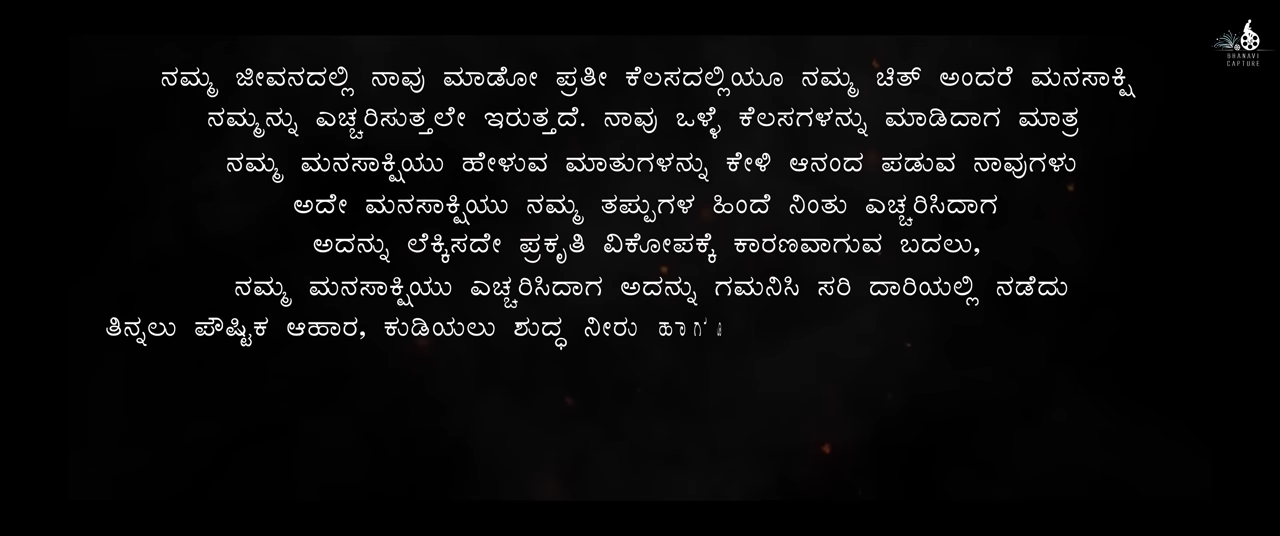 BHANAVI
CAPTURE
ನಮ್ಮ ಜೀವನದಲ್ಲಿ ನಾವು ಮಾಡೋ ಪ್ರತೀ ಕೆಲಸದಲ್ಲಿಯೂ ನಮ್ಮ ಚಿತ್ ಅಂದರೆ ಮನಸಾಕ್ಷಿ
ನಮ್ಮನ್ನು ಎಚ್ಚರಿಸುತ್ತಲೇ ಇರುತ್ತದೆ. ನಾವು ಒಳ್ಳೆ ಕೆಲಸಗಳನ್ನು ಮಾಡಿದಾಗ ಮಾತ್ರ
ನಮ್ಮ ಮನಸಾಕ್ಷಿಯು ಹೇಳುವ ಮಾತುಗಳನ್ನು ಕೇಳಿ ಆನಂದ ಪಡುವ ನಾವುಗಳು
ಅದೇ ಮನಸಾಕ್ಷಿಯು ನಮ್ಮ ತಪ್ಪುಗಳ ಹಿಂದೆ ನಿಂತು ಎಚ್ಚರಿಸಿದಾಗ
ಅದನ್ನು ಲೆಕ್ಕಿಸದೇ ಪ್ರಕೃತಿ ವಿಕೋಪಕ್ಕೆ ಕಾರಣವಾಗುವ ಬದಲು,
ನಮ್ಮ ಮನಸಾಕ್ಷಿಯು ಎಚ್ಚರಿಸಿದಾಗ ಅದನ್ನು ಗಮನಿಸಿ ಸರಿ ದಾರಿಯಲ್ಲಿ ನಡೆದು
ತಿನ್ನಲು ಪೌಷ್ಟಿಕ ಆಹಾರ, ಕುಡಿಯಲು ಶುದ್ಧ ನೀರು